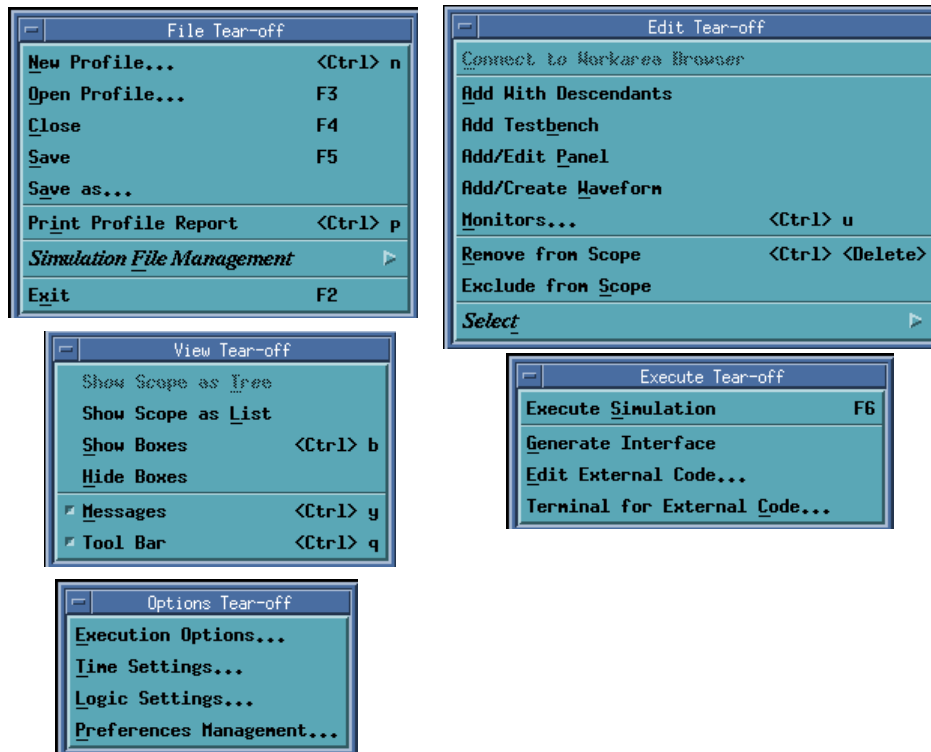 File Tear-off
New Profile... <Ctrl> n
Open Profile... F3
Close F4
Save F5
Save as...
Print Profile Report <Ctrl> p
Simulation File Management
Exit F2
Edit Tear-off
Connect to Workarea Browser
Add With Descendants
Add Testbench
Add/Edit Panel
Add/Create Waveform
Monitors... <Ctrl> u
Remove from Scope <Ctrl> <Delete>
Exclude from Scope
Select
View Tear-off
Show Scope as Tree
Show Scope as List
Show Boxes <Ctrl> b
Hide Boxes
Messages <Ctrl> y
Tool Bar <Ctrl> q
Execute Tear-off
Execute Simulation F6
Generate Interface
Edit External Code...
Terminal for External Code...
Options Tear-off
Execution Options...
Time Settings...
Logic Settings...
Preferences Management...